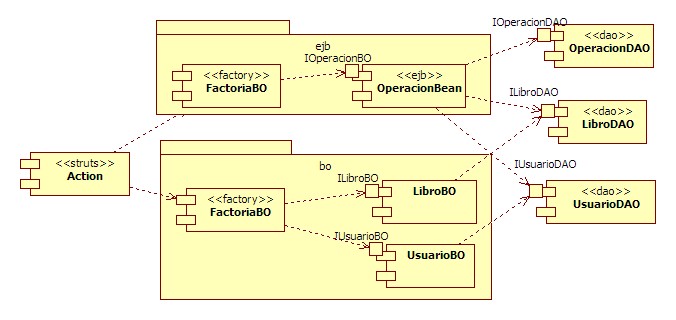 IOperacionDAO
<<dao>>
OperacionDAO
ejb
IOperacionBO
<<factory>>
FactoriaBO
<<ejb>>
OperacionBean
ILibroDAO
<<dao>>
LibroDAO
<<struts>>
Action
bo
IUsuarioDAO
<<dao>>
UsuarioDAO
<<factory>>
FactoriaBO
ILibroBO
LibroBO
IUsuarioBO
UsuarioBO